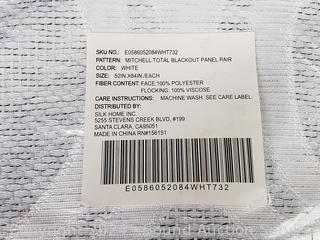 SKU NO.: E0586052084WHT732
PATTERN: MITCHELL TOTAL BLACKOUT PANEL PAIR
COLOR: WHITE
SIZE: 52IN.X84IN./EACH
FIBER CONTENT: FACE:100% POLYESTER
FLOCKING: 100% VISCOSE
CARE INSTRUCTIONS: MACHINE WASH. SEE CARE LABEL
DISTRIBUTED BY:
SILK HOME INC.
5255 STEVENS CREEK BLVD, #199
SANTA CLARA, CA95051
MADE IN CHINA RN#156151
E0586052084WHT732